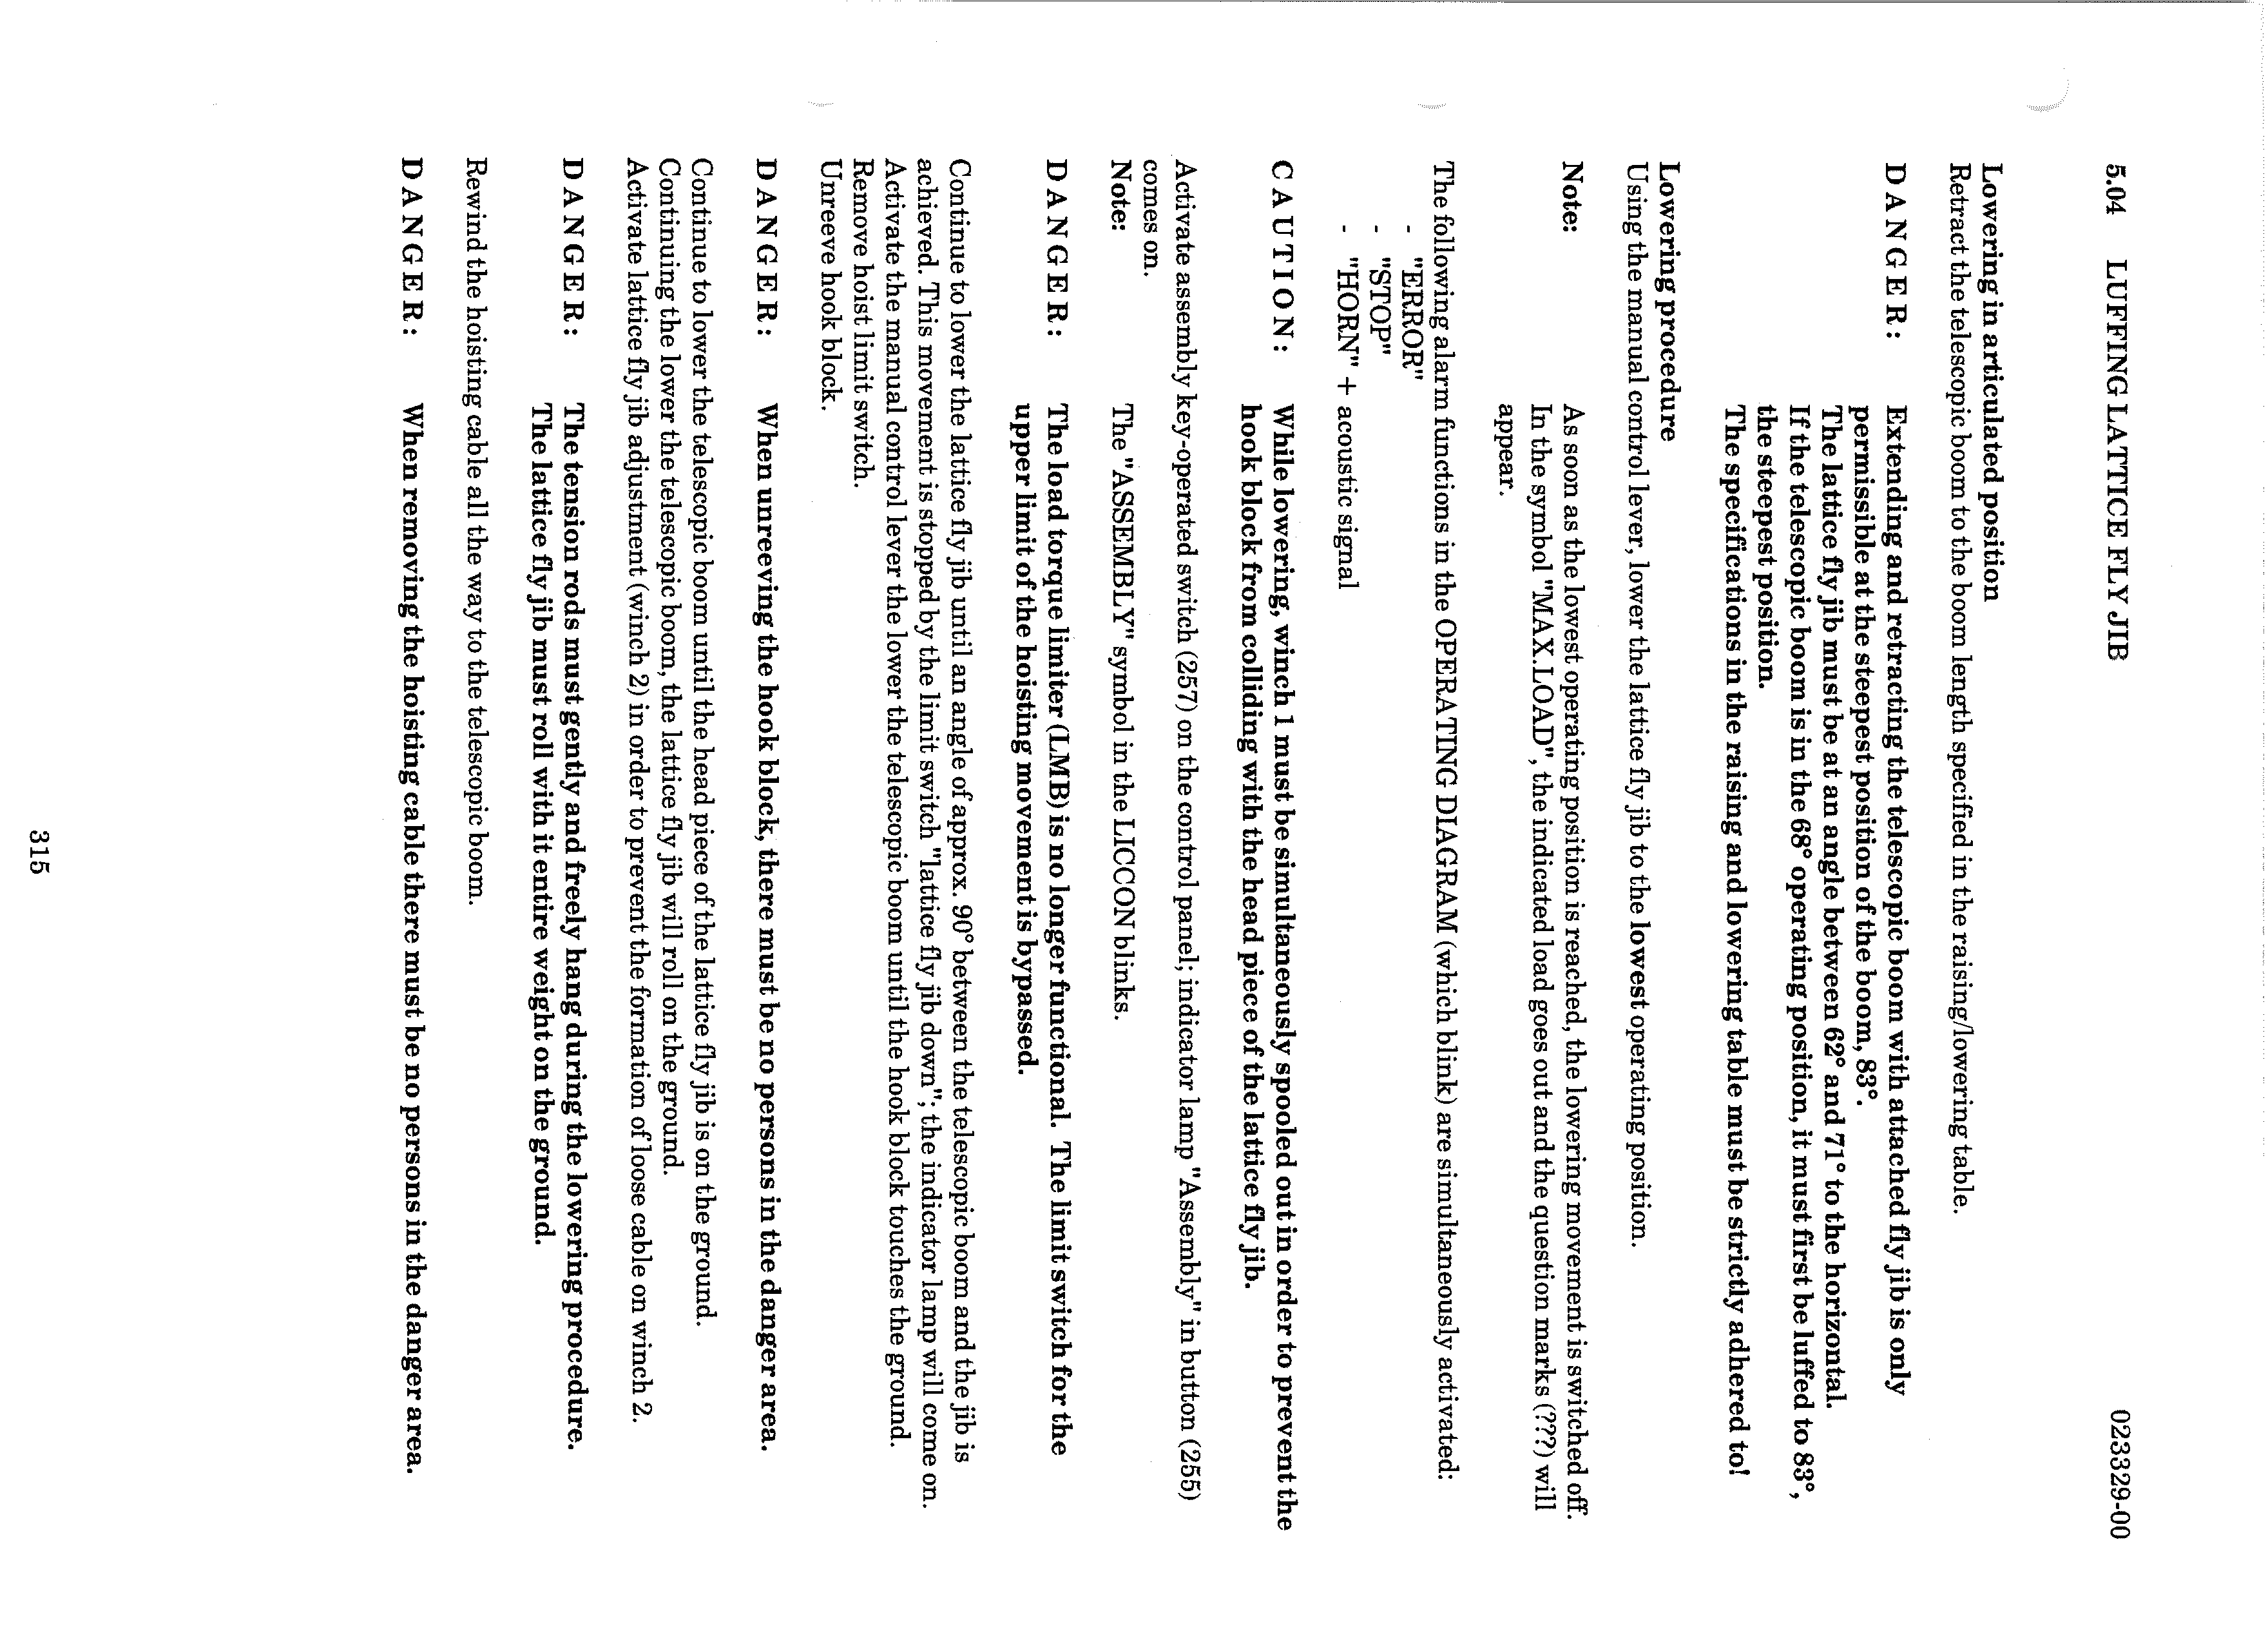 5.04 LUFFING LATTICE FLY JIB 023329-00
Lowering in articulated position
Retract the telescopic boom to the boom length specified in the raising/lowering table.
DANGER: Extending and retracting the telescopic boom with attached fly jib is only
permissible at the steepest position of the boom, 83°.
The lattice fly jib must be at an angle between 62° and 71° to the horizontal.
If the telescopic boom is in the 68° operating position, it must first be luffed to 83°,
the steepest position.
The specifications in the raising and lowering table must be strictly adhered to!
Lowering procedure
Using the manual control lever, lower the lattice fly jib to the lowest operating position.
Note: As soon as the lowest operating position is reached, the lowering movement is switched off.
In the symbol "MAX.LOAD", the indicated load goes out and the question marks (???) will
appear.
The following alarm functions in the OPERATING DIAGRAM (which blink) are simultaneously activated:
- "ERROR"
- "STOP"
- "HORN" + acoustic signal
CAUTION: While lowering, winch 1 must be simultaneously spooled out in order to prevent the
hook block from colliding with the head piece of the lattice fly jib.
Activate assembly key-operated switch (257) on the control panel; indicator lamp "Assembly" in button (255)
comes on.
Note: The "ASSEMBLY" symbol in the LICCON blinks.
DANGER: The load torque limiter (LMB) is no longer functional. The limit switch for the
upper limit of the hoisting movement is bypassed.
Continue to lower the lattice fly jib until an angle of approx. 90° between the telescopic boom and the jib is
achieved. This movement is stopped by the limit switch "lattice fly jib down"; the indicator lamp will come on.
Activate the manual control lever the lower the telescopic boom until the hook block touches the ground.
Remove hoist limit switch.
Unreeve hook block.
DANGER: When unreeving the hook block, there must be no persons in the danger area.
Continue to lower the telescopic boom until the head piece of the lattice fly jib is on the ground.
Continuing the lower the telescopic boom, the lattice fly jib will roll on the ground.
Activate lattice fly jib adjustment (winch 2) in order to prevent the formation of loose cable on winch 2.
DANGER: The tension rods must gently and freely hang during the lowering procedure.
The lattice fly jib must roll with it entire weight on the ground.
Rewind the hoisting cable all the way to the telescopic boom.
DANGER: When removing the hoisting cable there must be no persons in the danger area.
315